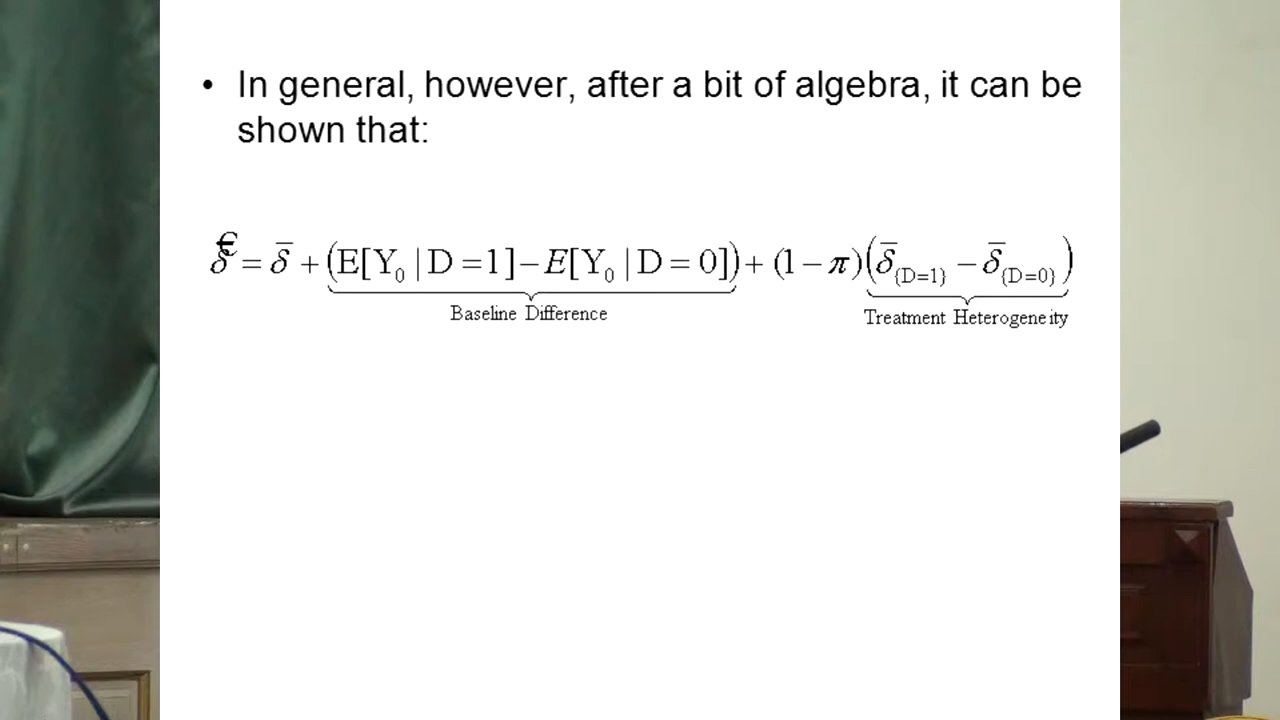 • In general, however, after a bit of algebra, it can be
shown that:
€δ = δ̄ + (E[Y₀ | D = 1] − E[Y₀ | D = 0]) + (1 − π)(δ̄_{D=1} − δ̄_{D=0})
Baseline Difference Treatment Heterogeneity